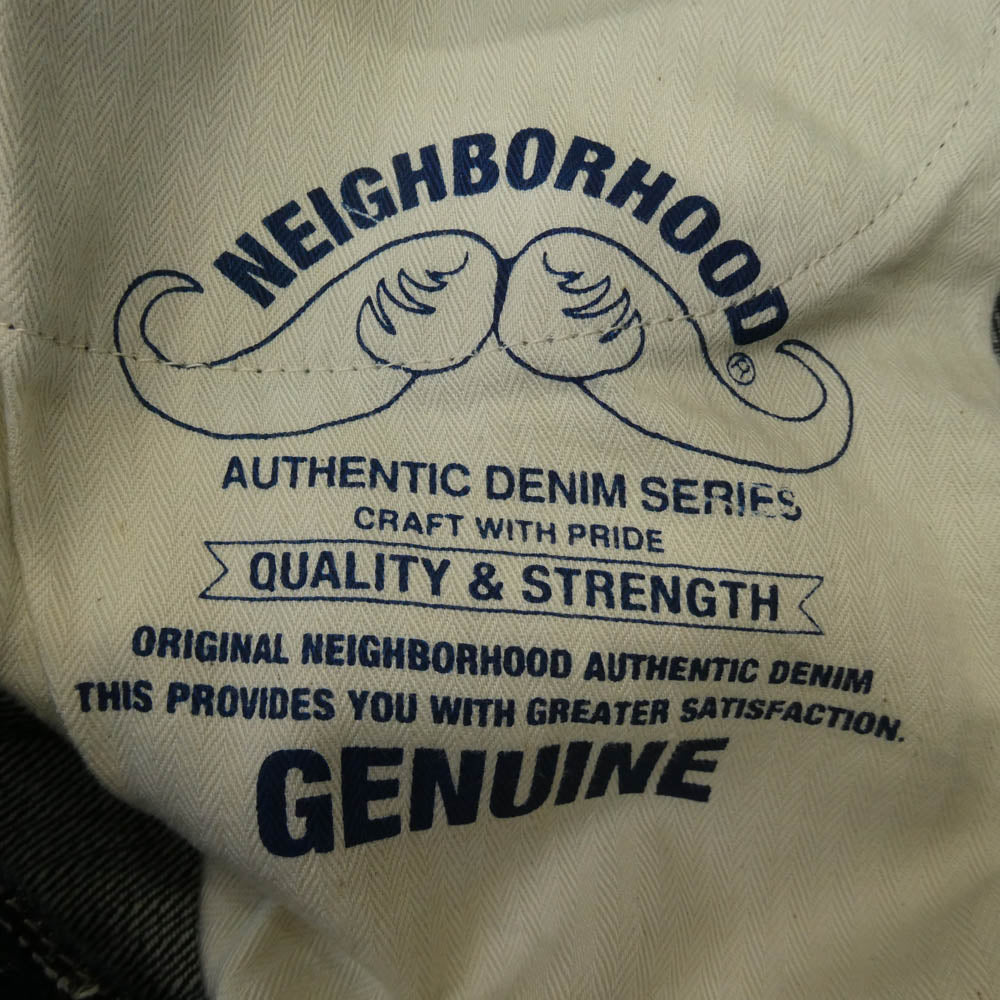 NEIGHBORHOOD
®
AUTHENTIC DENIM SERIES
CRAFT WITH PRIDE
QUALITY & STRENGTH
ORIGINAL NEIGHBORHOOD AUTHENTIC DENIM
THIS PROVIDES YOU WITH GREATER SATISFACTION.
GENUINE